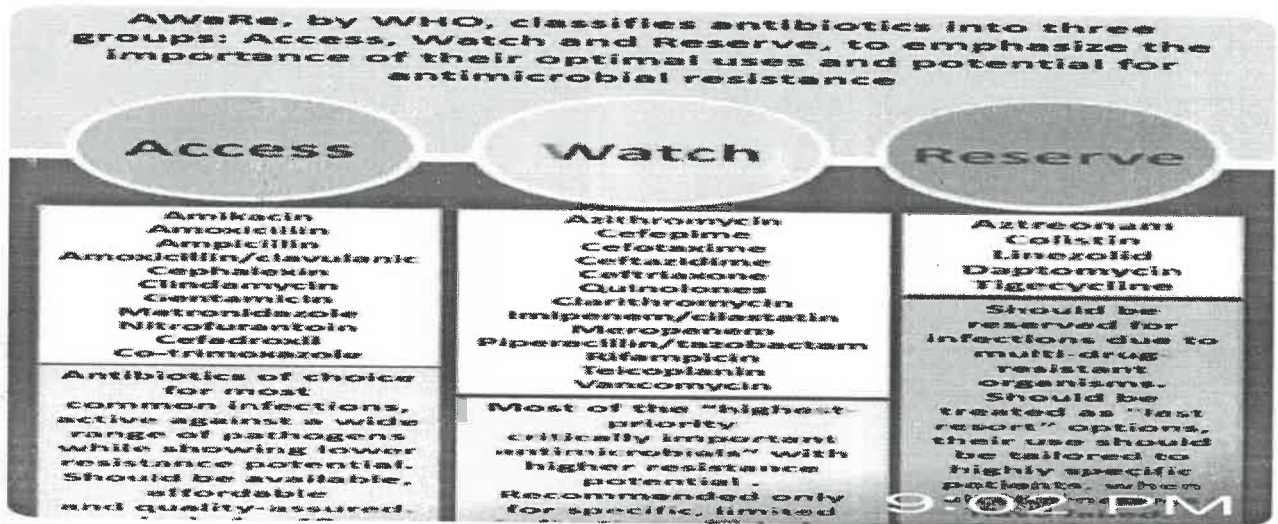 AWaRe, by WHO, classifies antibiotics into three
groups: Access, Watch and Reserve, to emphasize the
importance of their optimal uses and potential for
antimicrobial resistance
Access
Amikacin
Amoxicillin
Ampicillin
Amoxicillin/clavulanic
Cephalexin
Clindamycin
Gentamicin
Metronidazole
Nitrofurantoin
Cefadroxil
Co-trimoxazole
Antibiotics of choice
for most
common infections,
active against a wide
range of pathogens
while showing lower
resistance potential.
Should be available,
affordable
and quality-assured.
Watch
Azithromycin
Cefepime
Cefotaxime
Ceftazidime
Ceftriaxone
Quinolones
Clarithromycin
Imipenem/cilastatin
Meropenem
Piperacillin/tazobactam
Rifampicin
Teicoplanin
Vancomycin
Most of the "highest
priority
critically important
antimicrobials" with
higher resistance
potential.
Recommended only
for specific, limited
Reserve
Aztreonam
Colistin
Linezolid
Daptomycin
Tigecycline
Should be
reserved for
infections due to
multi-drug
resistant
organisms.
Should be
treated as "last
resort" options,
their use should
be tailored to
highly specific
patients, when
9:02 PM